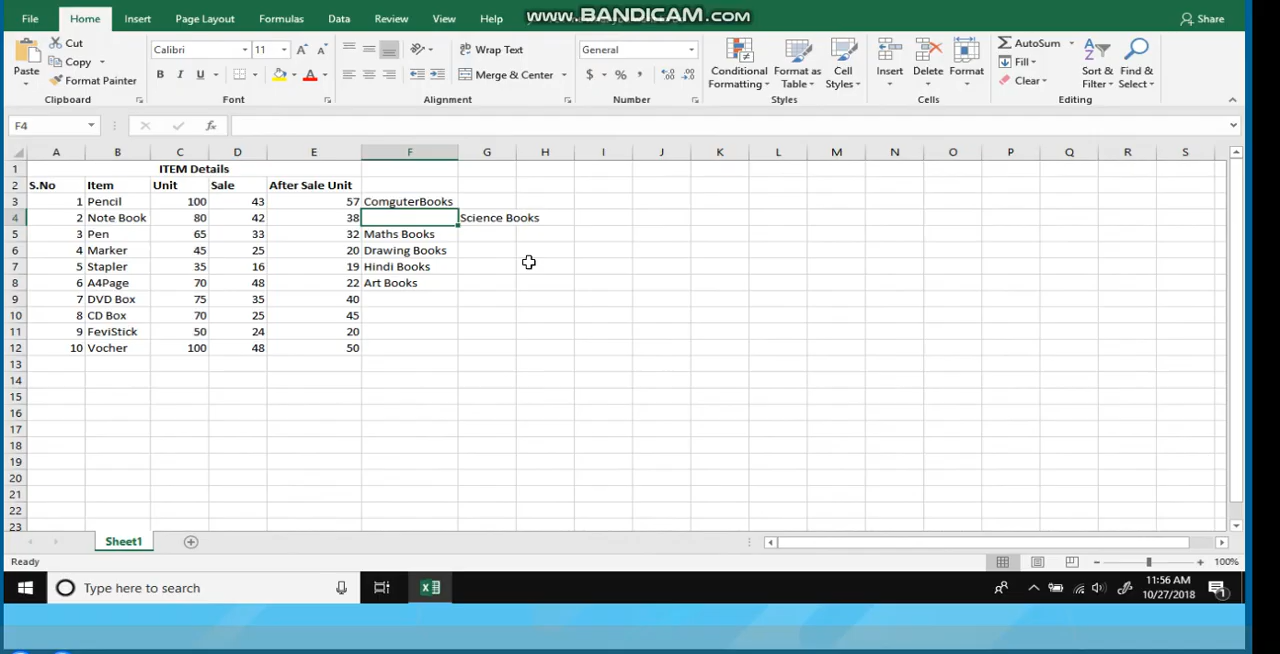 File Home Insert Page Layout Formulas Data Review View Help www.BANDICAM.com Share
Paste Cut Calibri 11 Wrap Text General Conditional Formatting Format as Table Cell Styles Insert Delete Format AutoSum Sort & Filter Find & Select
Copy B I U Merge & Center $ % , Fill
Format Painter Clear
Clipboard Font Alignment Number Styles Cells Editing
F4 fx
A B C D E F G H I J K L M N O P Q R S
1 ITEM Details
2 S.No Item Unit Sale After Sale Unit
3 1 Pencil 100 43 57 ComguterBooks
4 2 Note Book 80 42 38 Science Books
5 3 Pen 65 33 32 Maths Books
6 4 Marker 45 25 20 Drawing Books
7 5 Stapler 35 16 19 Hindi Books
8 6 A4Page 70 48 22 Art Books
9 7 DVD Box 75 35 40
10 8 CD Box 70 25 45
11 9 FeviStick 50 24 20
12 10 Vocher 100 48 50
13
14
15
16
17
18
19
20
21
22
23
Sheet1
Ready 100%
Type here to search 11:56 AM
10/27/2018 1